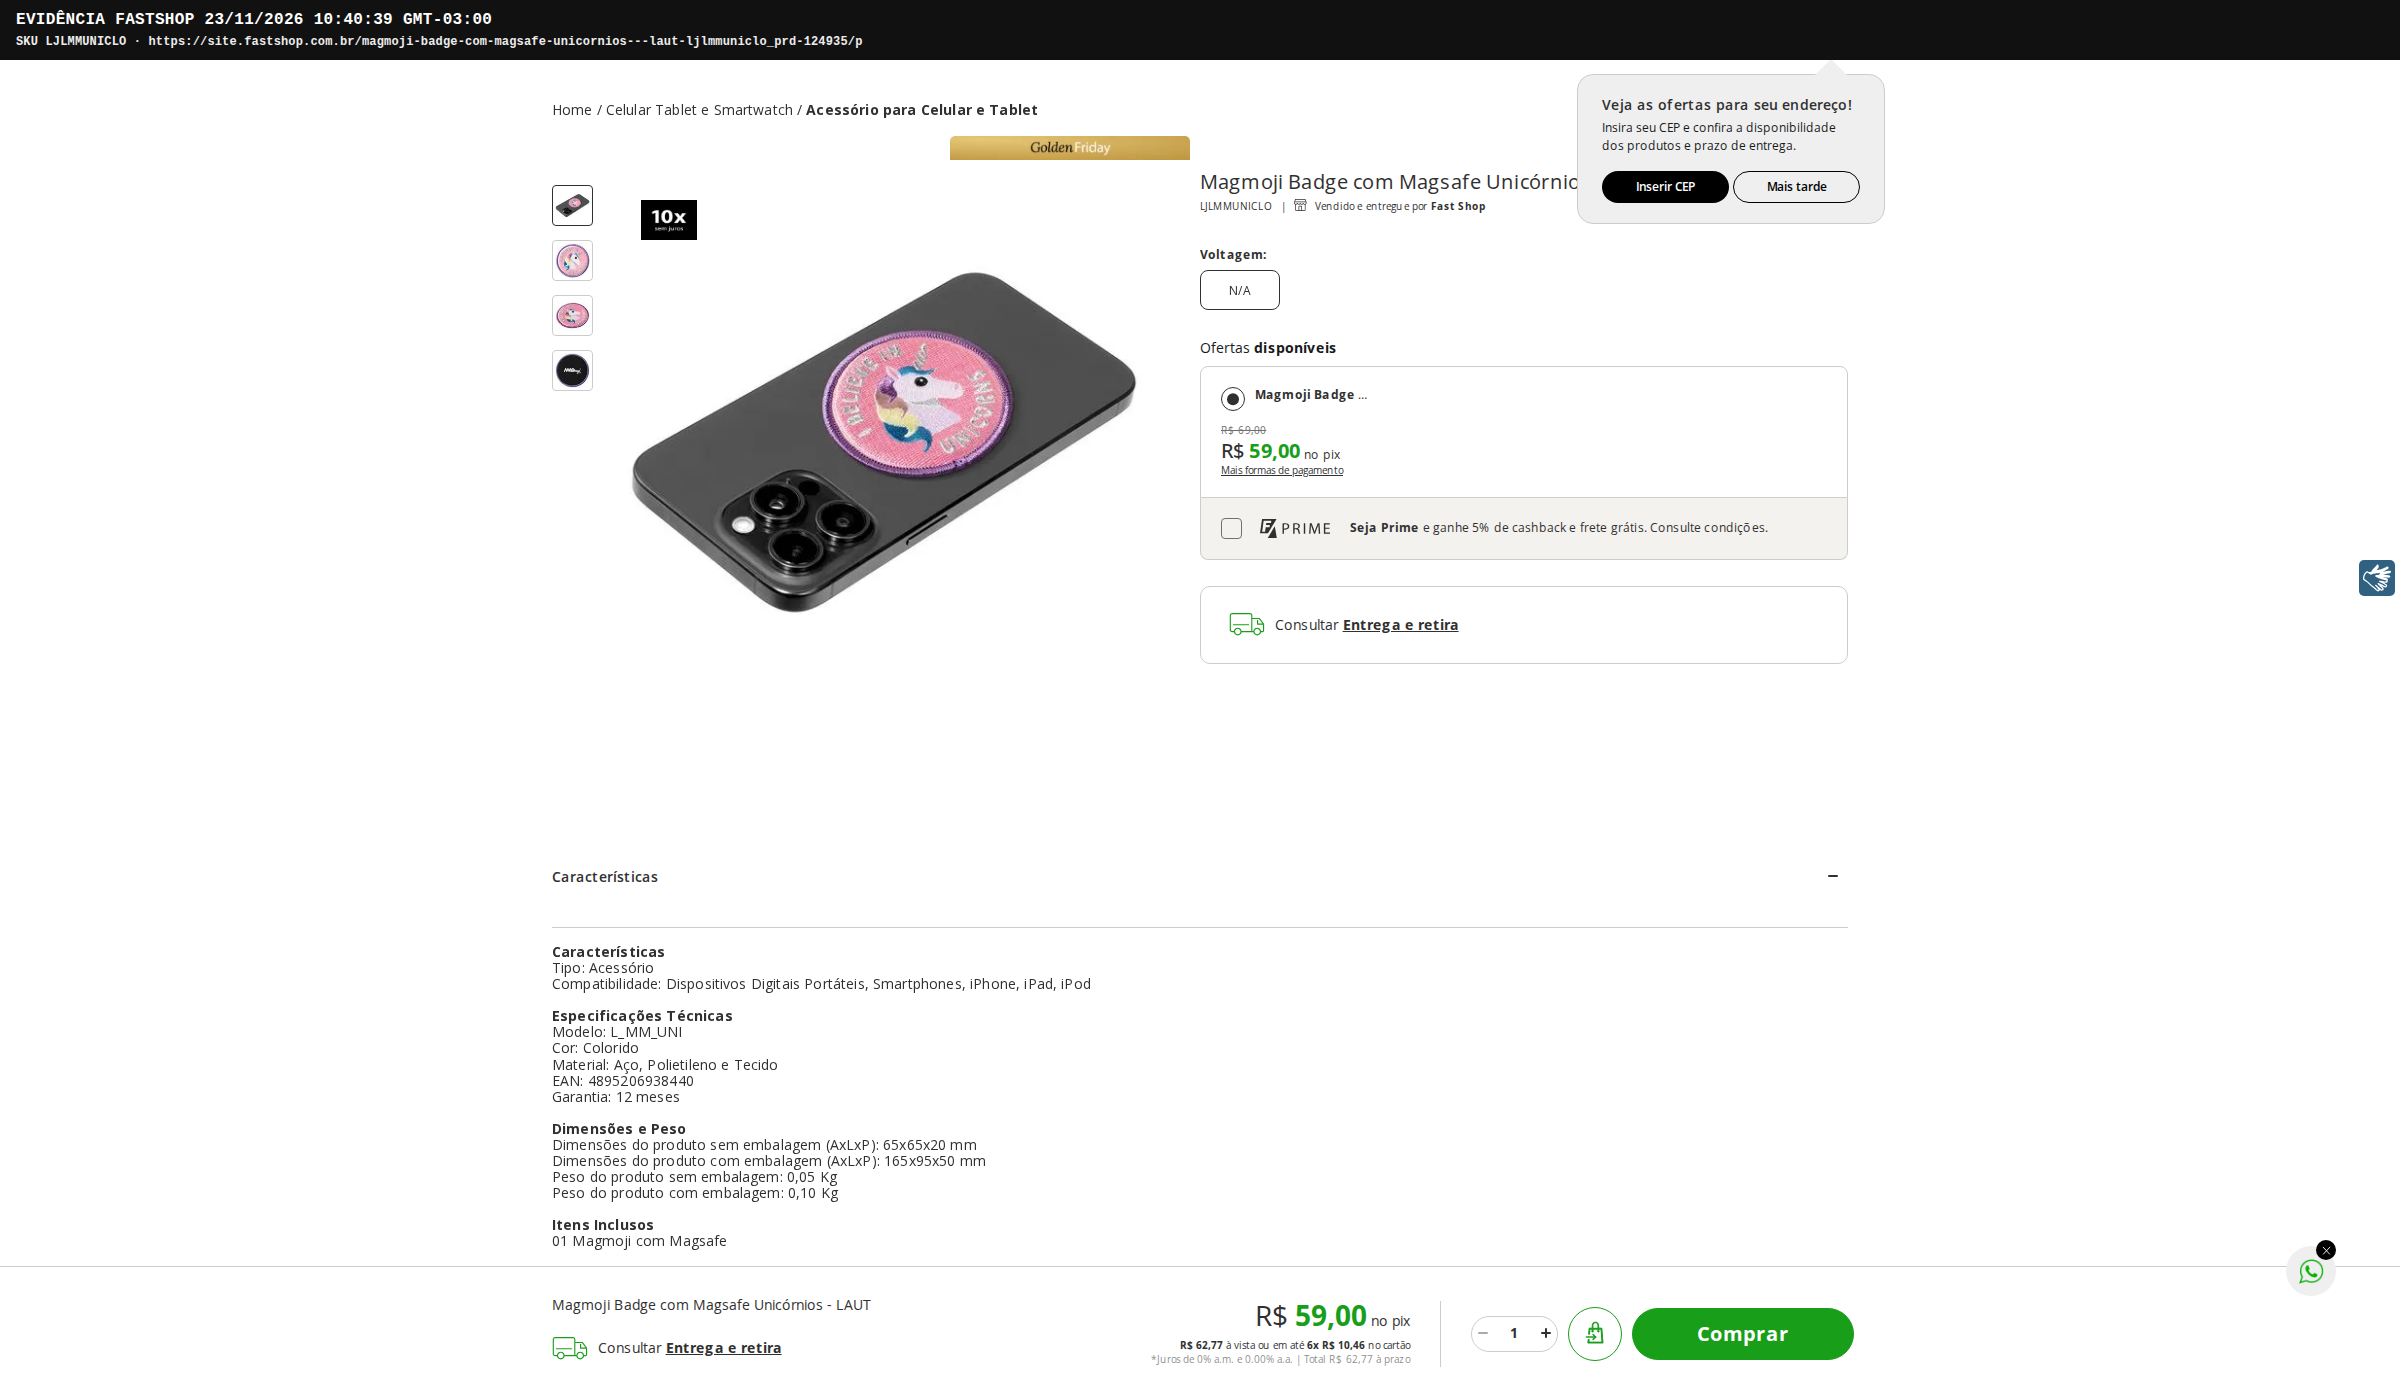 EVIDÊNCIA FASTSHOP 23/11/2026 10:40:39 GMT-03:00
SKU LJLMMUNICLO · https://site.fastshop.com.br/magmoji-badge-com-magsafe-unicornios---laut-ljlmmuniclo_prd-124935/p
Home / Celular Tablet e Smartwatch / Acessório para Celular e Tablet
Veja as ofertas para seu endereço!
Insira seu CEP e confira a disponibilidade
dos produtos e prazo de entrega.
Inserir CEP
Mais tarde
Golden Friday
10x
sem juros
I BELIEVE IN
UNICORNS
Magmoji Badge com Magsafe Unicórnio
LJLMMUNICLO | Vendido e entregue por Fast Shop
Voltagem:
N/A
Ofertas disponíveis
Magmoji Badge ...
R$ 69,00
R$ 59,00 no pix
Mais formas de pagamento
PRIME Seja Prime e ganhe 5% de cashback e frete grátis. Consulte condições.
Consultar Entrega e retira
Características
Características
Tipo: Acessório
Compatibilidade: Dispositivos Digitais Portáteis, Smartphones, iPhone, iPad, iPod
Especificações Técnicas
Modelo: L_MM_UNI
Cor: Colorido
Material: Aço, Polietileno e Tecido
EAN: 4895206938440
Garantia: 12 meses
Dimensões e Peso
Dimensões do produto sem embalagem (AxLxP): 65x65x20 mm
Dimensões do produto com embalagem (AxLxP): 165x95x50 mm
Peso do produto sem embalagem: 0,05 Kg
Peso do produto com embalagem: 0,10 Kg
Itens Inclusos
01 Magmoji com Magsafe
Magmoji Badge com Magsafe Unicórnios - LAUT
Consultar Entrega e retira
R$ 59,00 no pix
R$ 62,77 à vista ou em até 6x R$ 10,46 no cartão
*Juros de 0% a.m. e 0.00% a.a. | Total R$ 62,77 à prazo
1
Comprar